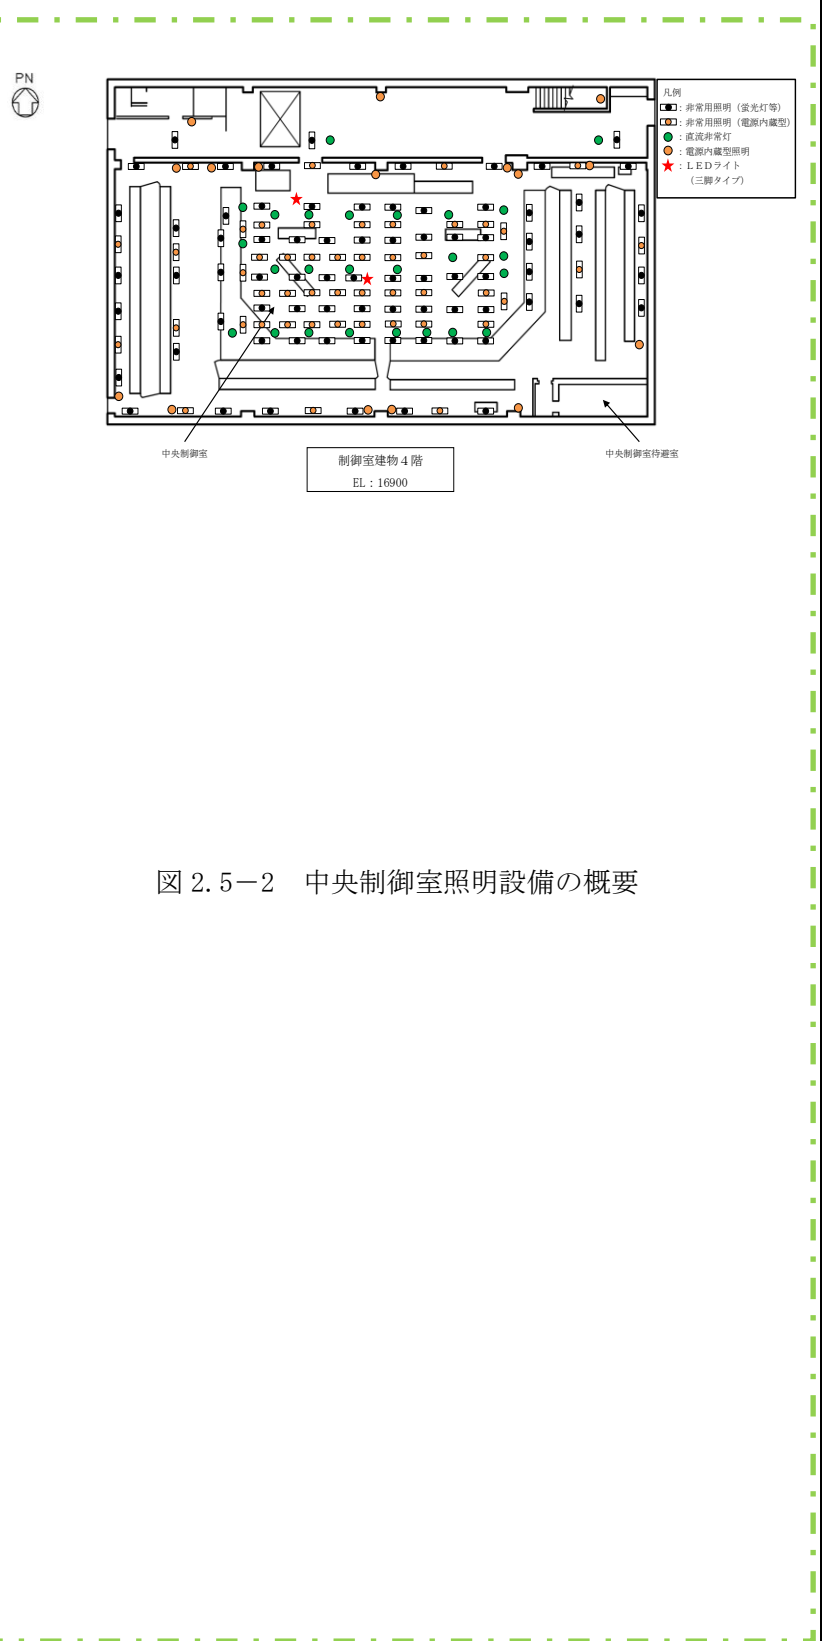 PN
凡例
：非常用照明（蛍光灯等）
：非常用照明（電源内蔵型）
：直流非常灯
：電源内蔵型照明
：ＬＥＤライト
（三脚タイプ）
中央制御室
中央制御室待避室
制御室建物４階
EL：16900
図 2.5－2　中央制御室照明設備の概要